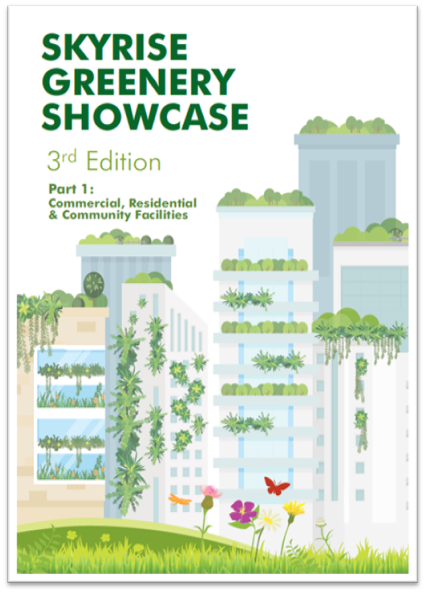 SKYRISE
GREENERY
SHOWCASE
3rd Edition
Part 1:
Commercial, Residential
& Community Facilities